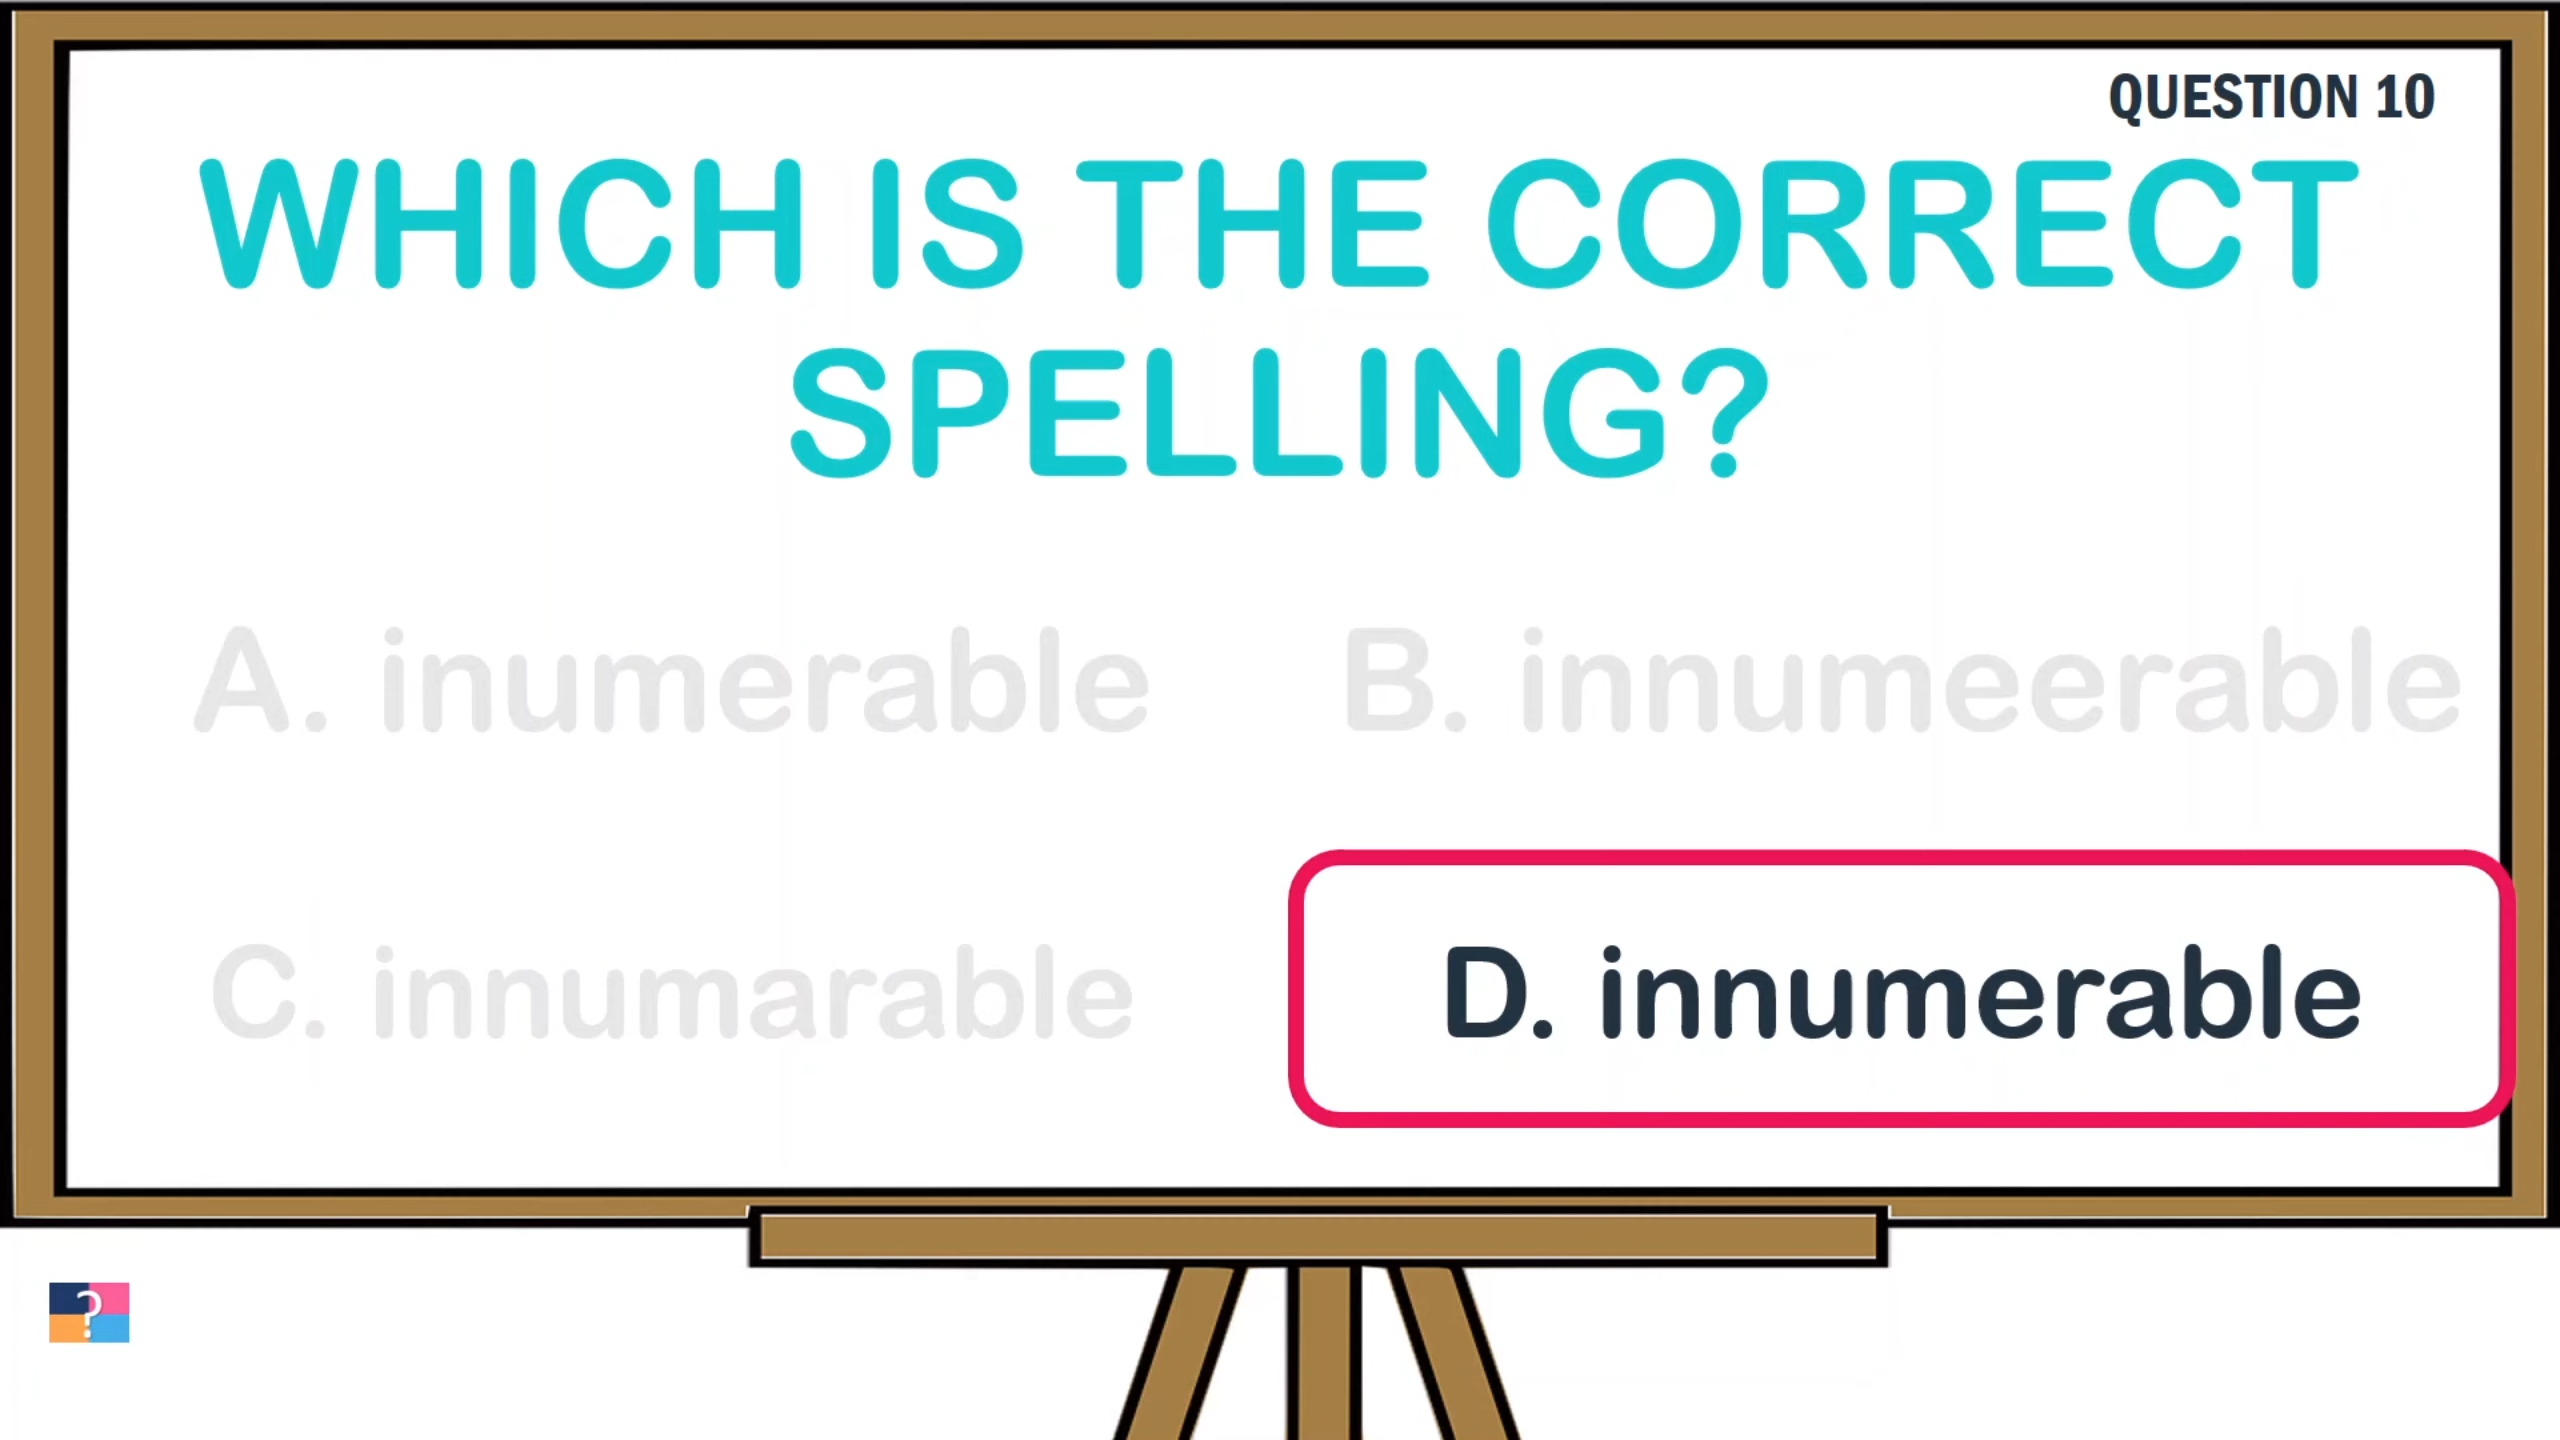 QUESTION 10
WHICH IS THE CORRECT
SPELLING?
A. inumerable
B. innumeerable
C. innumarable
D. innumerable
?